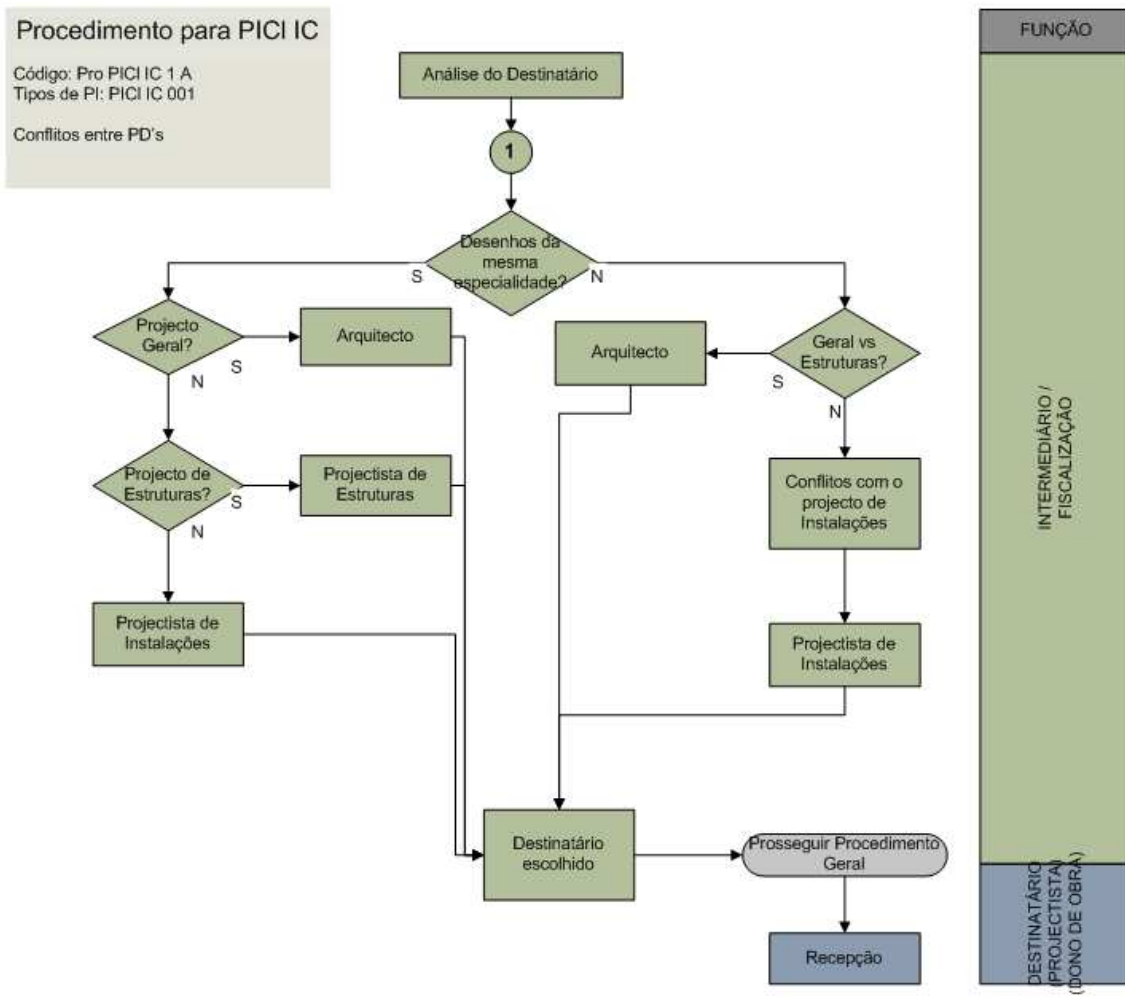 Procedimento para PICI IC
Código: Pro PICI IC 1 A
Tipos de PI: PICI IC 001
Conflitos entre PD's
FUNÇÃO
Análise do Destinatário
1
Desenhos da
mesma
especialidade?
S
N
Projecto
Geral?
S
N
Arquitecto
Arquitecto
Geral vs
Estruturas?
S
N
Projecto de
Estruturas?
S
N
Projectista de
Estruturas
Conflitos com o
projecto de
Instalações
Projectista de
Instalações
Projectista de
Instalações
Destinatário
escolhido
Prosseguir Procedimento
Geral
Recepção
INTERMEDIÁRIO /
FISCALIZAÇÃO
DESTINATÁRIO
(PROJECTISTA)
(DONO DE OBRA)